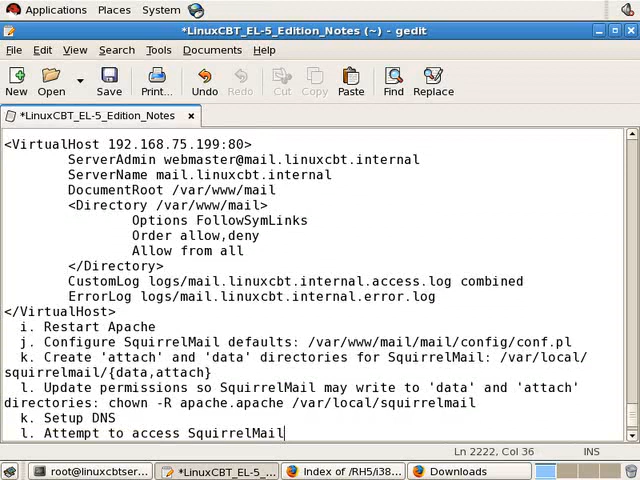 Applications Places System
*LinuxCBT_EL-5_Edition_Notes (~) - gedit
File Edit View Search Tools Documents Help
New Open Save Print... Undo Redo Cut Copy Paste Find Replace
*LinuxCBT_EL-5_Edition_Notes
<VirtualHost 192.168.75.199:80>
ServerAdmin webmaster@mail.linuxcbt.internal
ServerName mail.linuxcbt.internal
DocumentRoot /var/www/mail
<Directory /var/www/mail>
Options FollowSymLinks
Order allow,deny
Allow from all
</Directory>
CustomLog logs/mail.linuxcbt.internal.access.log combined
ErrorLog logs/mail.linuxcbt.internal.error.log
</VirtualHost>
i. Restart Apache
j. Configure SquirrelMail defaults: /var/www/mail/mail/config/conf.pl
k. Create 'attach' and 'data' directories for SquirrelMail: /var/local/
squirrelmail/{data,attach}
l. Update permissions so SquirrelMail may write to 'data' and 'attach'
directories: chown -R apache.apache /var/local/squirrelmail
k. Setup DNS
l. Attempt to access SquirrelMail
Ln 2222, Col 36 INS
root@linuxcbtser... *LinuxCBT_EL-5_... Index of /RH5/i38... Downloads